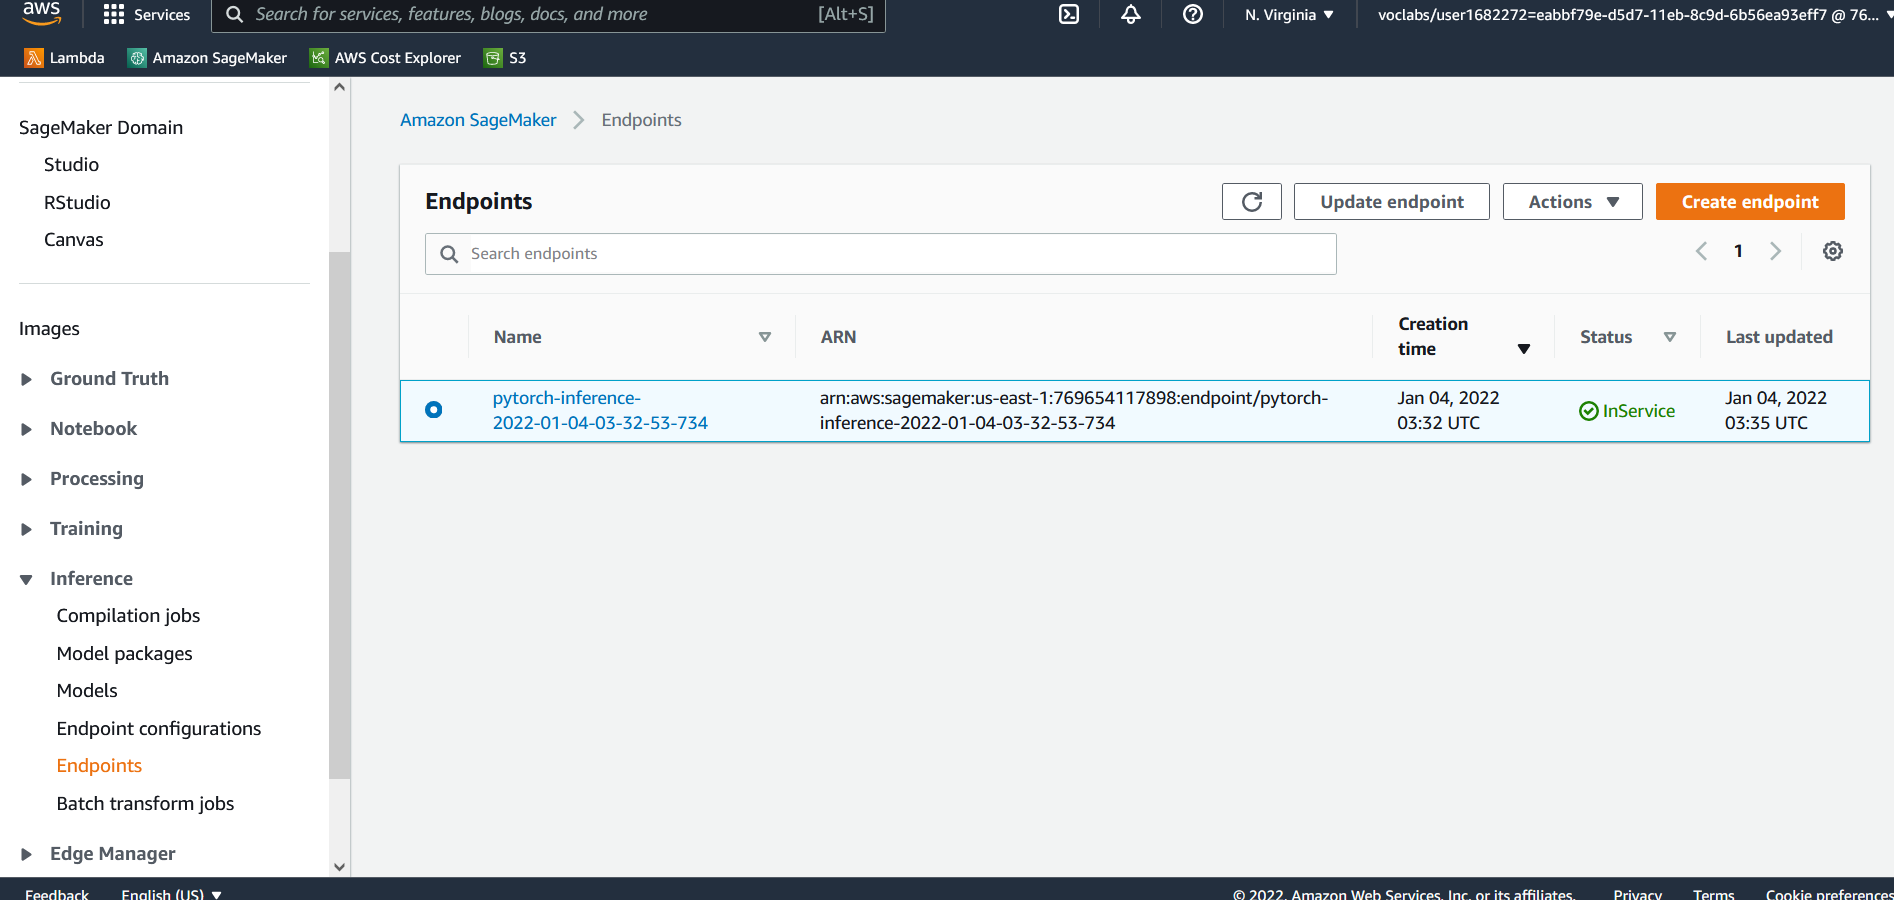 aws
Services
Search for services, features, blogs, docs, and more
[Alt+S]
N. Virginia
voclabs/user1682272=eabbf79e-d5d7-11eb-8c9d-6b56ea93eff7 @ 76...
Lambda
Amazon SageMaker
AWS Cost Explorer
S3
SageMaker Domain
Studio
RStudio
Canvas
Images
Ground Truth
Notebook
Processing
Training
Inference
Compilation jobs
Model packages
Models
Endpoint configurations
Endpoints
Batch transform jobs
Edge Manager
Amazon SageMaker
Endpoints
Endpoints
Update endpoint
Actions
Create endpoint
Search endpoints
1
Name
ARN
Creation
time
Status
Last updated
pytorch-inference-
2022-01-04-03-32-53-734
arn:aws:sagemaker:us-east-1:769654117898:endpoint/pytorch-
inference-2022-01-04-03-32-53-734
Jan 04, 2022
03:32 UTC
InService
Jan 04, 2022
03:35 UTC
Feedback
English (US)
© 2022, Amazon Web Services, Inc. or its affiliates.
Privacy
Terms
Cookie preferences